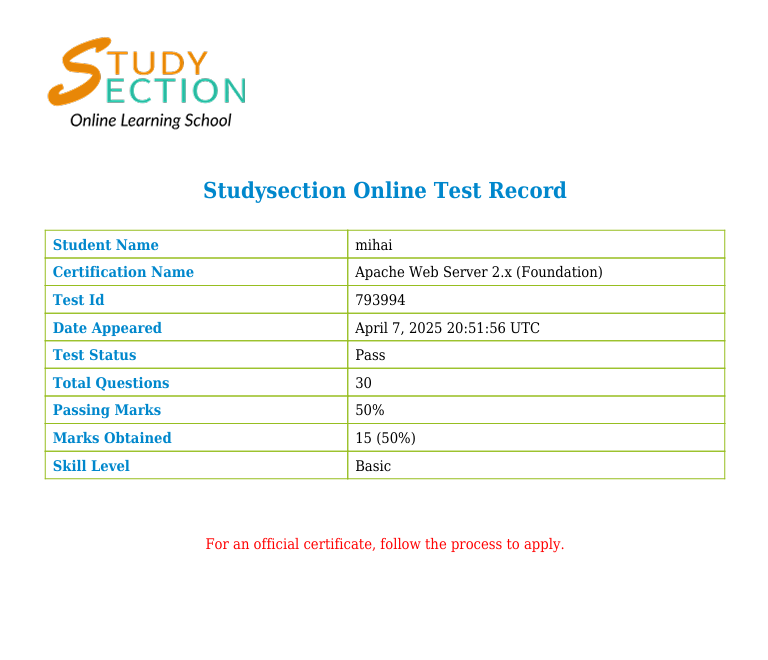 STUDY
SECTION
Online Learning School
Studysection Online Test Record
Student Name mihai
Certification Name Apache Web Server 2.x (Foundation)
Test Id 793994
Date Appeared April 7, 2025 20:51:56 UTC
Test Status Pass
Total Questions 30
Passing Marks 50%
Marks Obtained 15 (50%)
Skill Level Basic
For an official certificate, follow the process to apply.